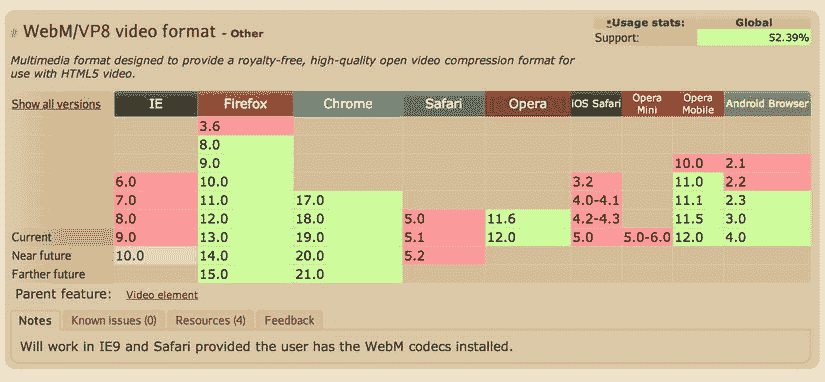 # WebM/VP8 video format - Other
*Usage stats: Global
Support: 52.39%
Multimedia format designed to provide a royalty-free, high-quality open video compression format for
use with HTML5 video.
Show all versions IE Firefox Chrome Safari Opera iOS Safari Opera Mini Opera Mobile Android Browser
3.6
8.0
9.0 10.0 2.1
6.0 10.0 3.2 11.0 2.2
7.0 11.0 17.0 4.0-4.1 11.1 2.3
8.0 12.0 18.0 5.0 11.6 4.2-4.3 11.5 3.0
Current 9.0 13.0 19.0 5.1 12.0 5.0 5.0-6.0 12.0 4.0
Near future 10.0 14.0 20.0 5.2
Farther future 15.0 21.0
Parent feature: Video element
Notes Known issues (0) Resources (4) Feedback
Will work in IE9 and Safari provided the user has the WebM codecs installed.